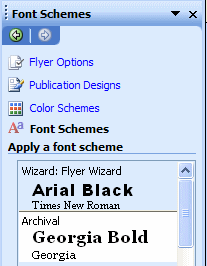 Font Schemes
Flyer Options
Publication Designs
Color Schemes
Font Schemes
Apply a font scheme
Wizard: Flyer Wizard
Arial Black
Times New Roman
Archival
Georgia Bold
Georgia